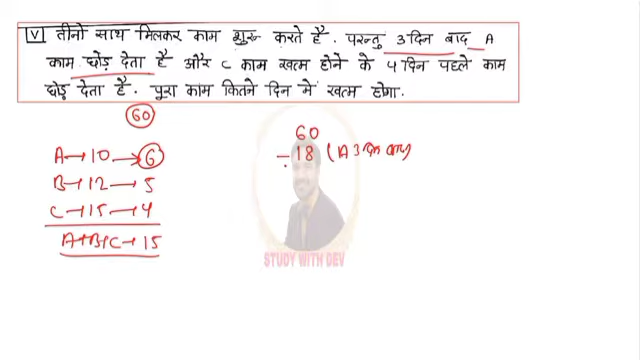 V तीनो साथ मिलकर काम शुरू करते है. परन्तु 3 दिन बाद A
काम छोड़ देता है और C काम खत्म होने के 4 दिन पहले काम
छोड़ देता है. पूरा काम कितने दिन मे खत्म होगा.
60
A→10→6
B→12→5
C→15→4
A+B+C→15
60
-18 (A 3 दिन काम)
STUDY WITH DEV